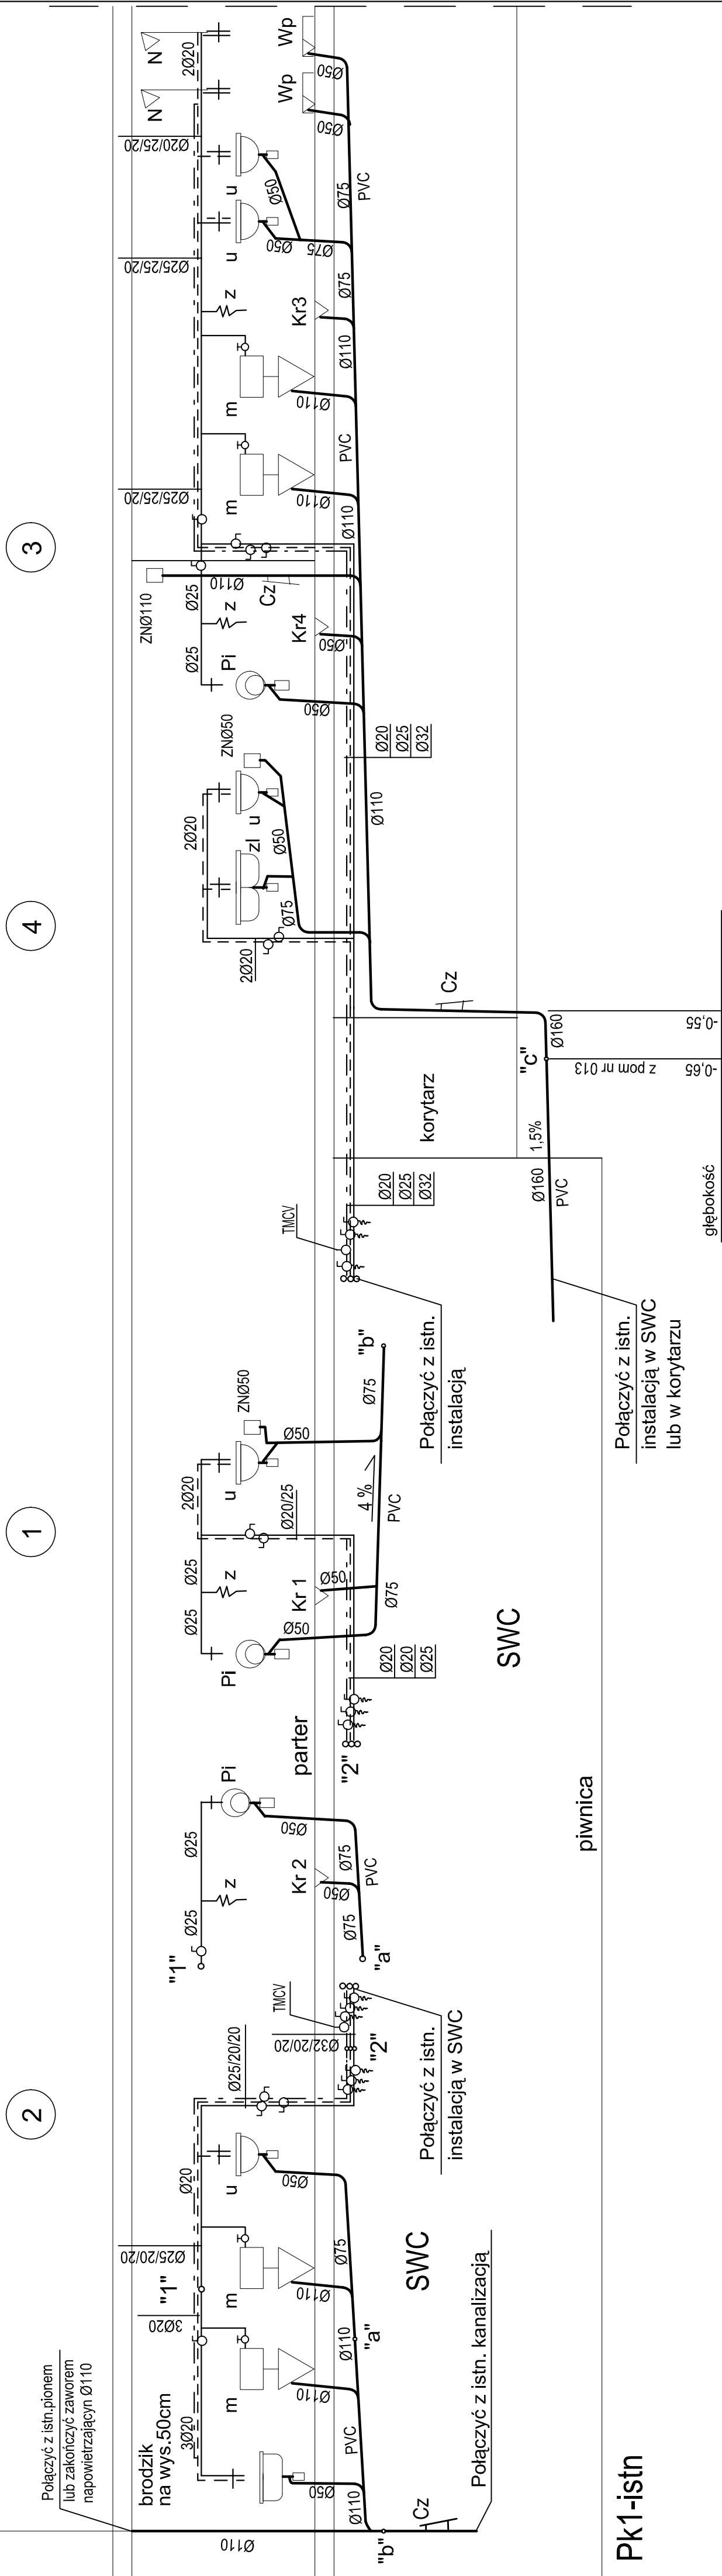 2
1
4
3
Połączyć z istn.pionem
lub zakończyć zaworem
napowietrzającyn Ø110
Ø110
brodzik
na wys.50cm
3Ø20
3Ø20
"1"
Ø25/20/20
Ø20
Ø25/20/20
m
m
u
Ø50
Ø110
Ø110
Ø50
Ø110
PVC
Ø110
Ø75
"a"
"b"
Cz
Połączyć z istn. kanalizacją
SWC
Pk1-istn
TMCV
Ø32/20/20
"2"
Połączyć z istn.
instalacją w SWC
"1"
Ø25
Ø25
z
Pi
Kr 2
Ø50
Ø50
Ø75
Ø75
PVC
"a"
parter
"2"
piwnica
SWC
Pi
Ø25
Ø25
z
2Ø20
u
ZNØ50
Ø50
Kr 1
Ø50
Ø20/25
Ø50
Ø20
Ø20
Ø25
Ø75
4 %
PVC
Ø75
"b"
TMCV
Połączyć z istn.
instalacją
Ø20
Ø25
Ø32
korytarz
Połączyć z istn.
instalacją w SWC
lub w korytarzu
Ø160
PVC
1,5%
"c"
Ø160
Cz
z pom nr 013
głębokość
-0,65
-0,55
2Ø20
2Ø20
zl
u
ZNØ50
Ø75
Ø50
Ø110
Ø20
Ø25
Ø32
Pi
Ø25
Ø25
z
ZNØ110
Ø110
Cz
Kr4
Ø50
Ø50
Ø25/25/20
m
m
z
Kr3
Ø110
Ø110
Ø110
PVC
Ø110
Ø75
Ø25/25/20
Ø20/25/20
u
u
Ø50
Ø50
Ø75
Ø75
PVC
N
N
2Ø20
Wp
Wp
Ø50
Ø50